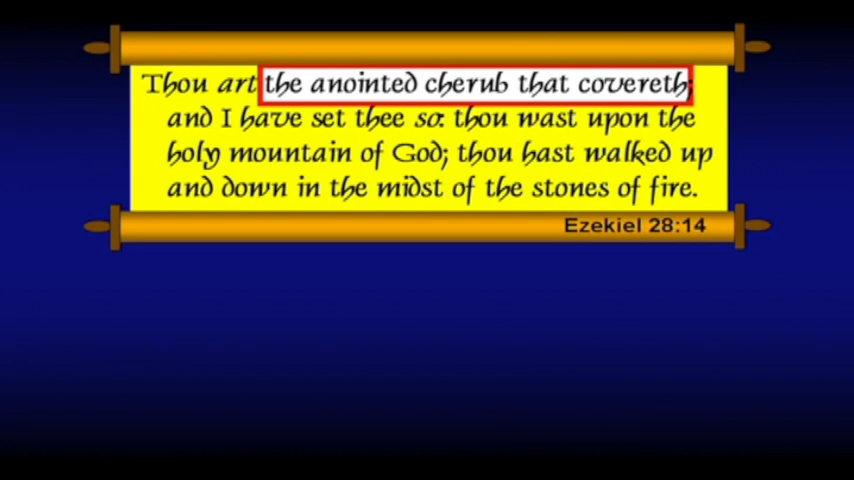 Thou art the anointed cherub that covereth;
and I have set thee so: thou wast upon the
holy mountain of God; thou hast walked up
and down in the midst of the stones of fire.
Ezekiel 28:14